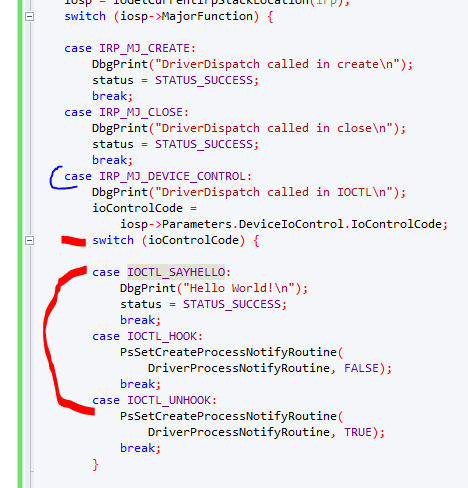 iosp = IoGetCurrentIrpStackLocation(irp);
switch (iosp->MajorFunction) {
case IRP_MJ_CREATE:
DbgPrint("DriverDispatch called in create\n");
status = STATUS_SUCCESS;
break;
case IRP_MJ_CLOSE:
DbgPrint("DriverDispatch called in close\n");
status = STATUS_SUCCESS;
break;
case IRP_MJ_DEVICE_CONTROL:
DbgPrint("DriverDispatch called in IOCTL\n");
ioControlCode =
iosp->Parameters.DeviceIoControl.IoControlCode;
switch (ioControlCode) {
case IOCTL_SAYHELLO:
DbgPrint("Hello World!\n");
status = STATUS_SUCCESS;
break;
case IOCTL_HOOK:
PsSetCreateProcessNotifyRoutine(
DriverProcessNotifyRoutine, FALSE);
break;
case IOCTL_UNHOOK:
PsSetCreateProcessNotifyRoutine(
DriverProcessNotifyRoutine, TRUE);
break;
}